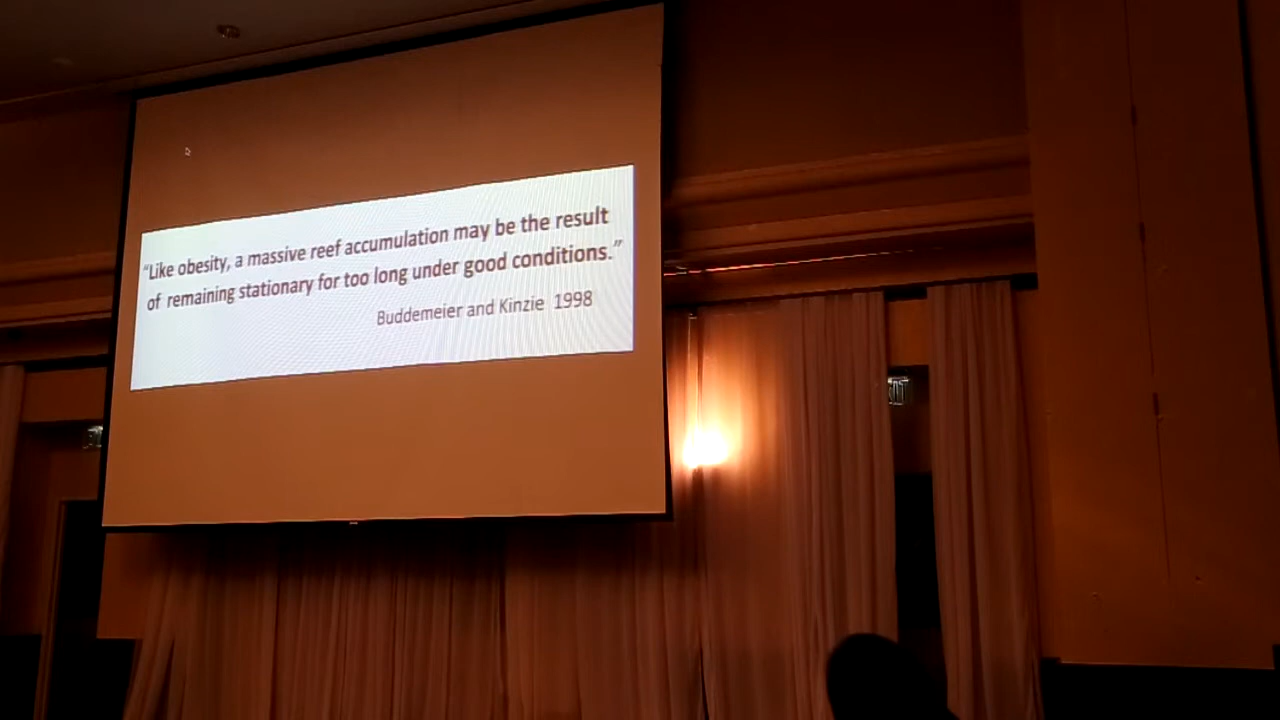 “Like obesity, a massive reef accumulation may be the result
of remaining stationary for too long under good conditions.”
Buddemeier and Kinzie 1998